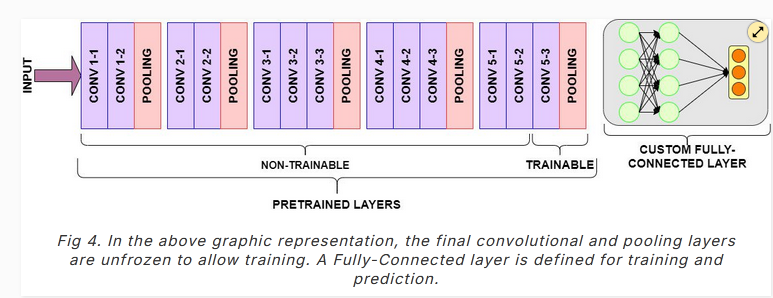 INPUT
CONV 1-1
CONV 1-2
POOLING
CONV 2-1
CONV 2-2
POOLING
CONV 3-1
CONV 3-2
CONV 3-3
POOLING
CONV 4-1
CONV 4-2
CONV 4-3
POOLING
CONV 5-1
CONV 5-2
CONV 5-3
POOLING
NON-TRAINABLE
TRAINABLE
CUSTOM FULLY-
CONNECTED LAYER
PRETRAINED LAYERS
Fig 4. In the above graphic representation, the final convolutional and pooling layers
are unfrozen to allow training. A Fully-Connected layer is defined for training and
prediction.